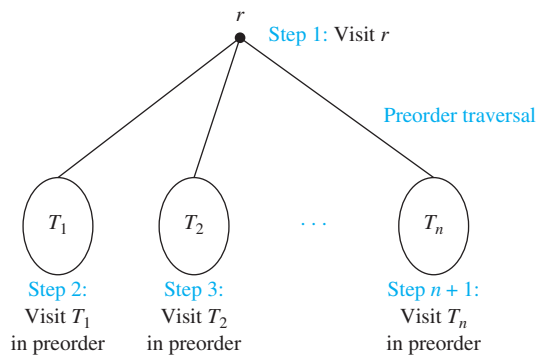 r
Step 1: Visit r
Preorder traversal
T1
T2
. . .
Tn
Step 2:
Visit T1
in preorder
Step 3:
Visit T2
in preorder
Step n + 1:
Visit Tn
in preorder